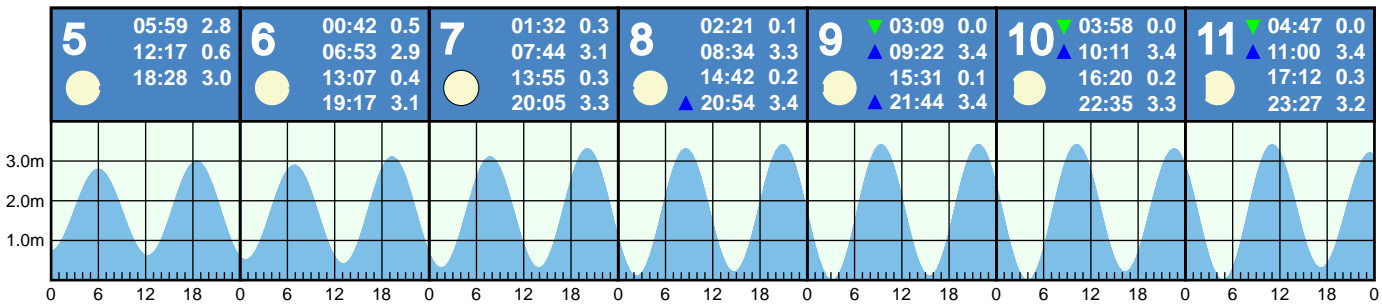 5
05:59 2.8
12:17 0.6
18:28 3.0
6
00:42 0.5
06:53 2.9
13:07 0.4
19:17 3.1
7
01:32 0.3
07:44 3.1
13:55 0.3
20:05 3.3
8
02:21 0.1
08:34 3.3
14:42 0.2
▲ 20:54 3.4
9
▼ 03:09 0.0
▲ 09:22 3.4
15:31 0.1
▲ 21:44 3.4
10
▼ 03:58 0.0
▲ 10:11 3.4
16:20 0.2
22:35 3.3
11
▼ 04:47 0.0
▲ 11:00 3.4
17:12 0.3
23:27 3.2
3.0m
2.0m
1.0m
0 6 12 18 0 6 12 18 0 6 12 18 0 6 12 18 0 6 12 18 0 6 12 18 0 6 12 18 0